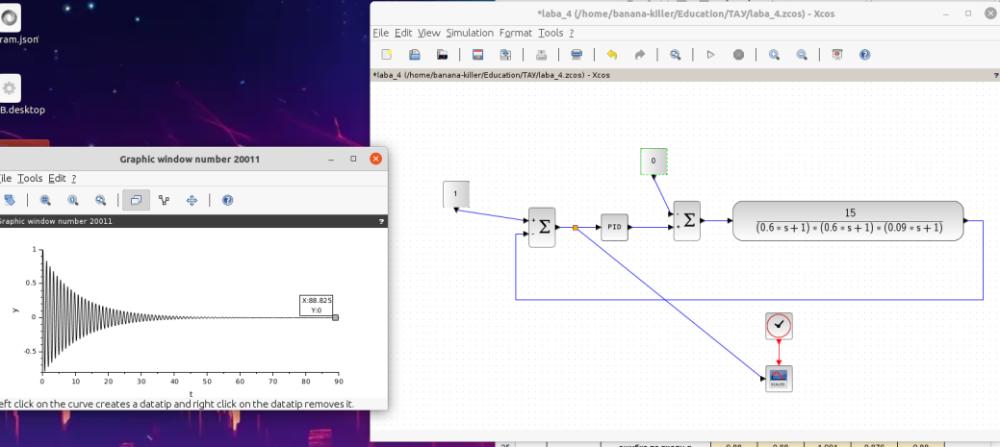 ram.json
B.desktop
*laba_4 (/home/banana-killer/Education/ТАУ/laba_4.zcos) - Xcos
File Edit View Simulation Format Tools ?
*laba_4 (/home/banana-killer/Education/ТАУ/laba_4.zcos) - Xcos
?
Graphic window number 20011
ile Tools Edit ?
Graphic window number 20011
?
1
0.5
0
-0.5
y
X:88.825
Y:0
0 10 20 30 40 50 60 70 80 90
t
eft click on the curve creates a datatip and right click on the datatip removes it.
1
0
+
-
Σ
PID
-
+
Σ
15
(0.6 * s + 1) * (0.6 * s + 1) * (0.09 * s + 1)